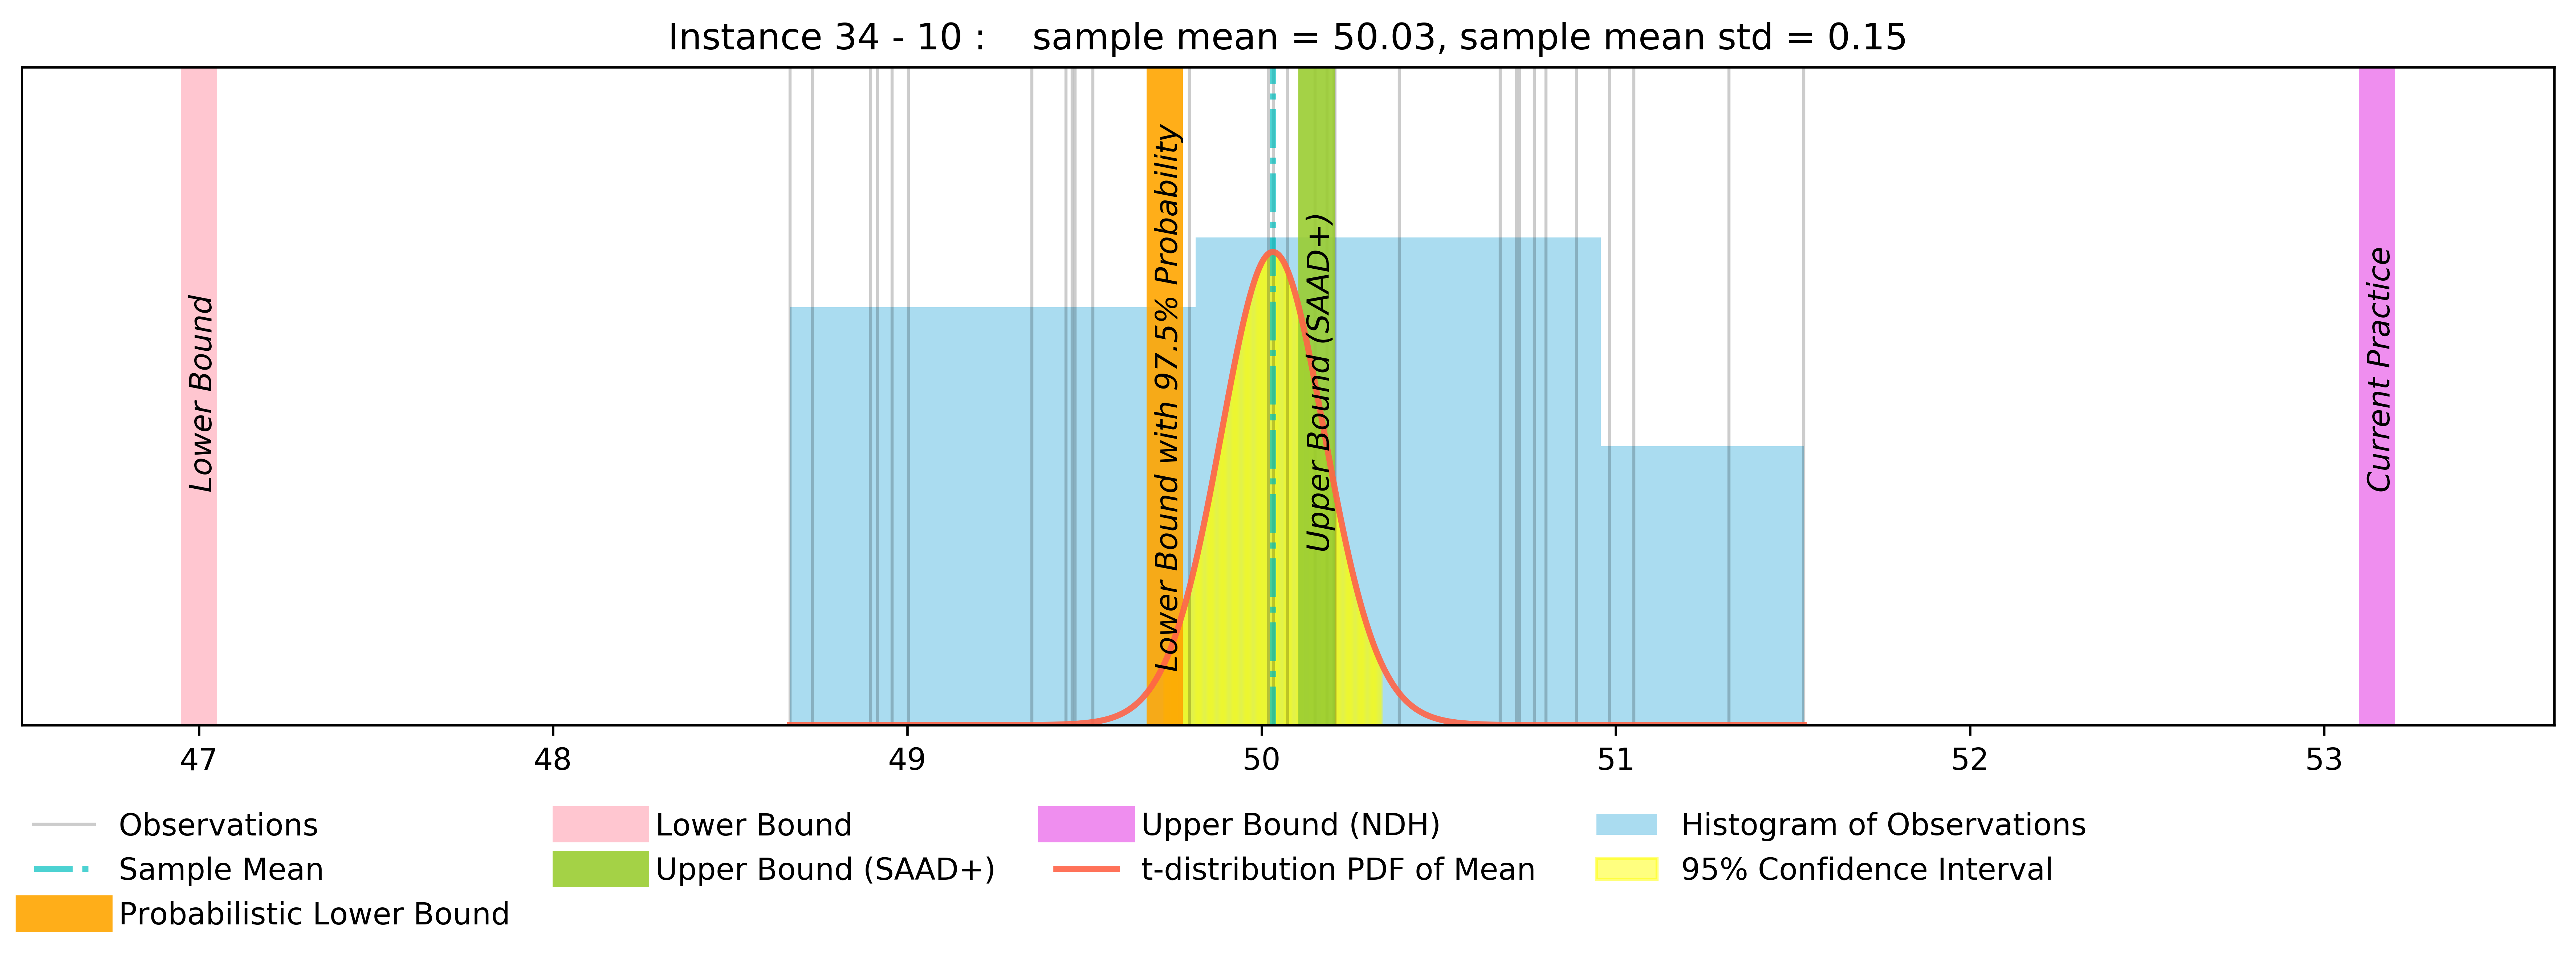 Instance 34 - 10 :    sample mean = 50.03, sample mean std = 0.15
Lower Bound
Lower Bound with 97.5% Probability
Upper Bound (SAAD+)
Current Practice
47 48 49 50 51 52 53
Observations
Sample Mean
Probabilistic Lower Bound
Lower Bound
Upper Bound (SAAD+)
Upper Bound (NDH)
t-distribution PDF of Mean
Histogram of Observations
95% Confidence Interval